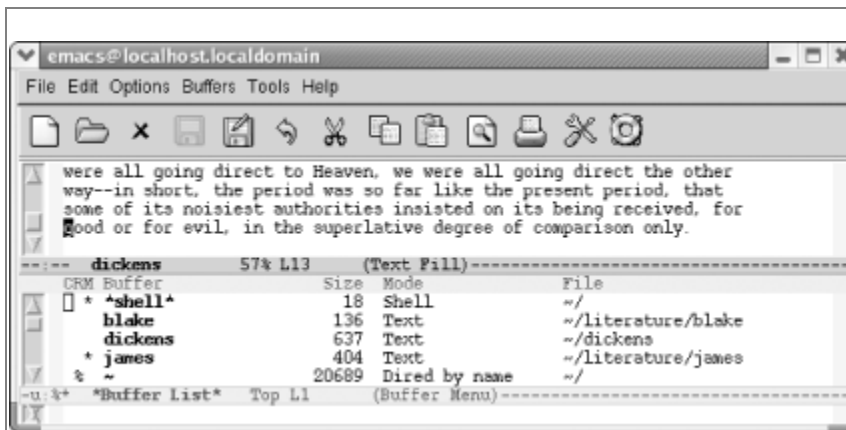 emacs@localhost.localdomain
File Edit Options Buffers Tools Help
were all going direct to Heaven, we were all going direct the other
way--in short, the period was so far like the present period, that
some of its noisiest authorities insisted on its being received, for
good or for evil, in the superlative degree of comparison only.
--:-- dickens 57% L13 (Text Fill)--------------------------------
CRM Buffer Size Mode File
* *shell* 18 Shell ~/
blake 136 Text ~/literature/blake
dickens 637 Text ~/dickens
* james 404 Text ~/literature/james
% ~ 20689 Dired by name ~/
-u:%* *Buffer List* Top L1 (Buffer Menu)------------------------------